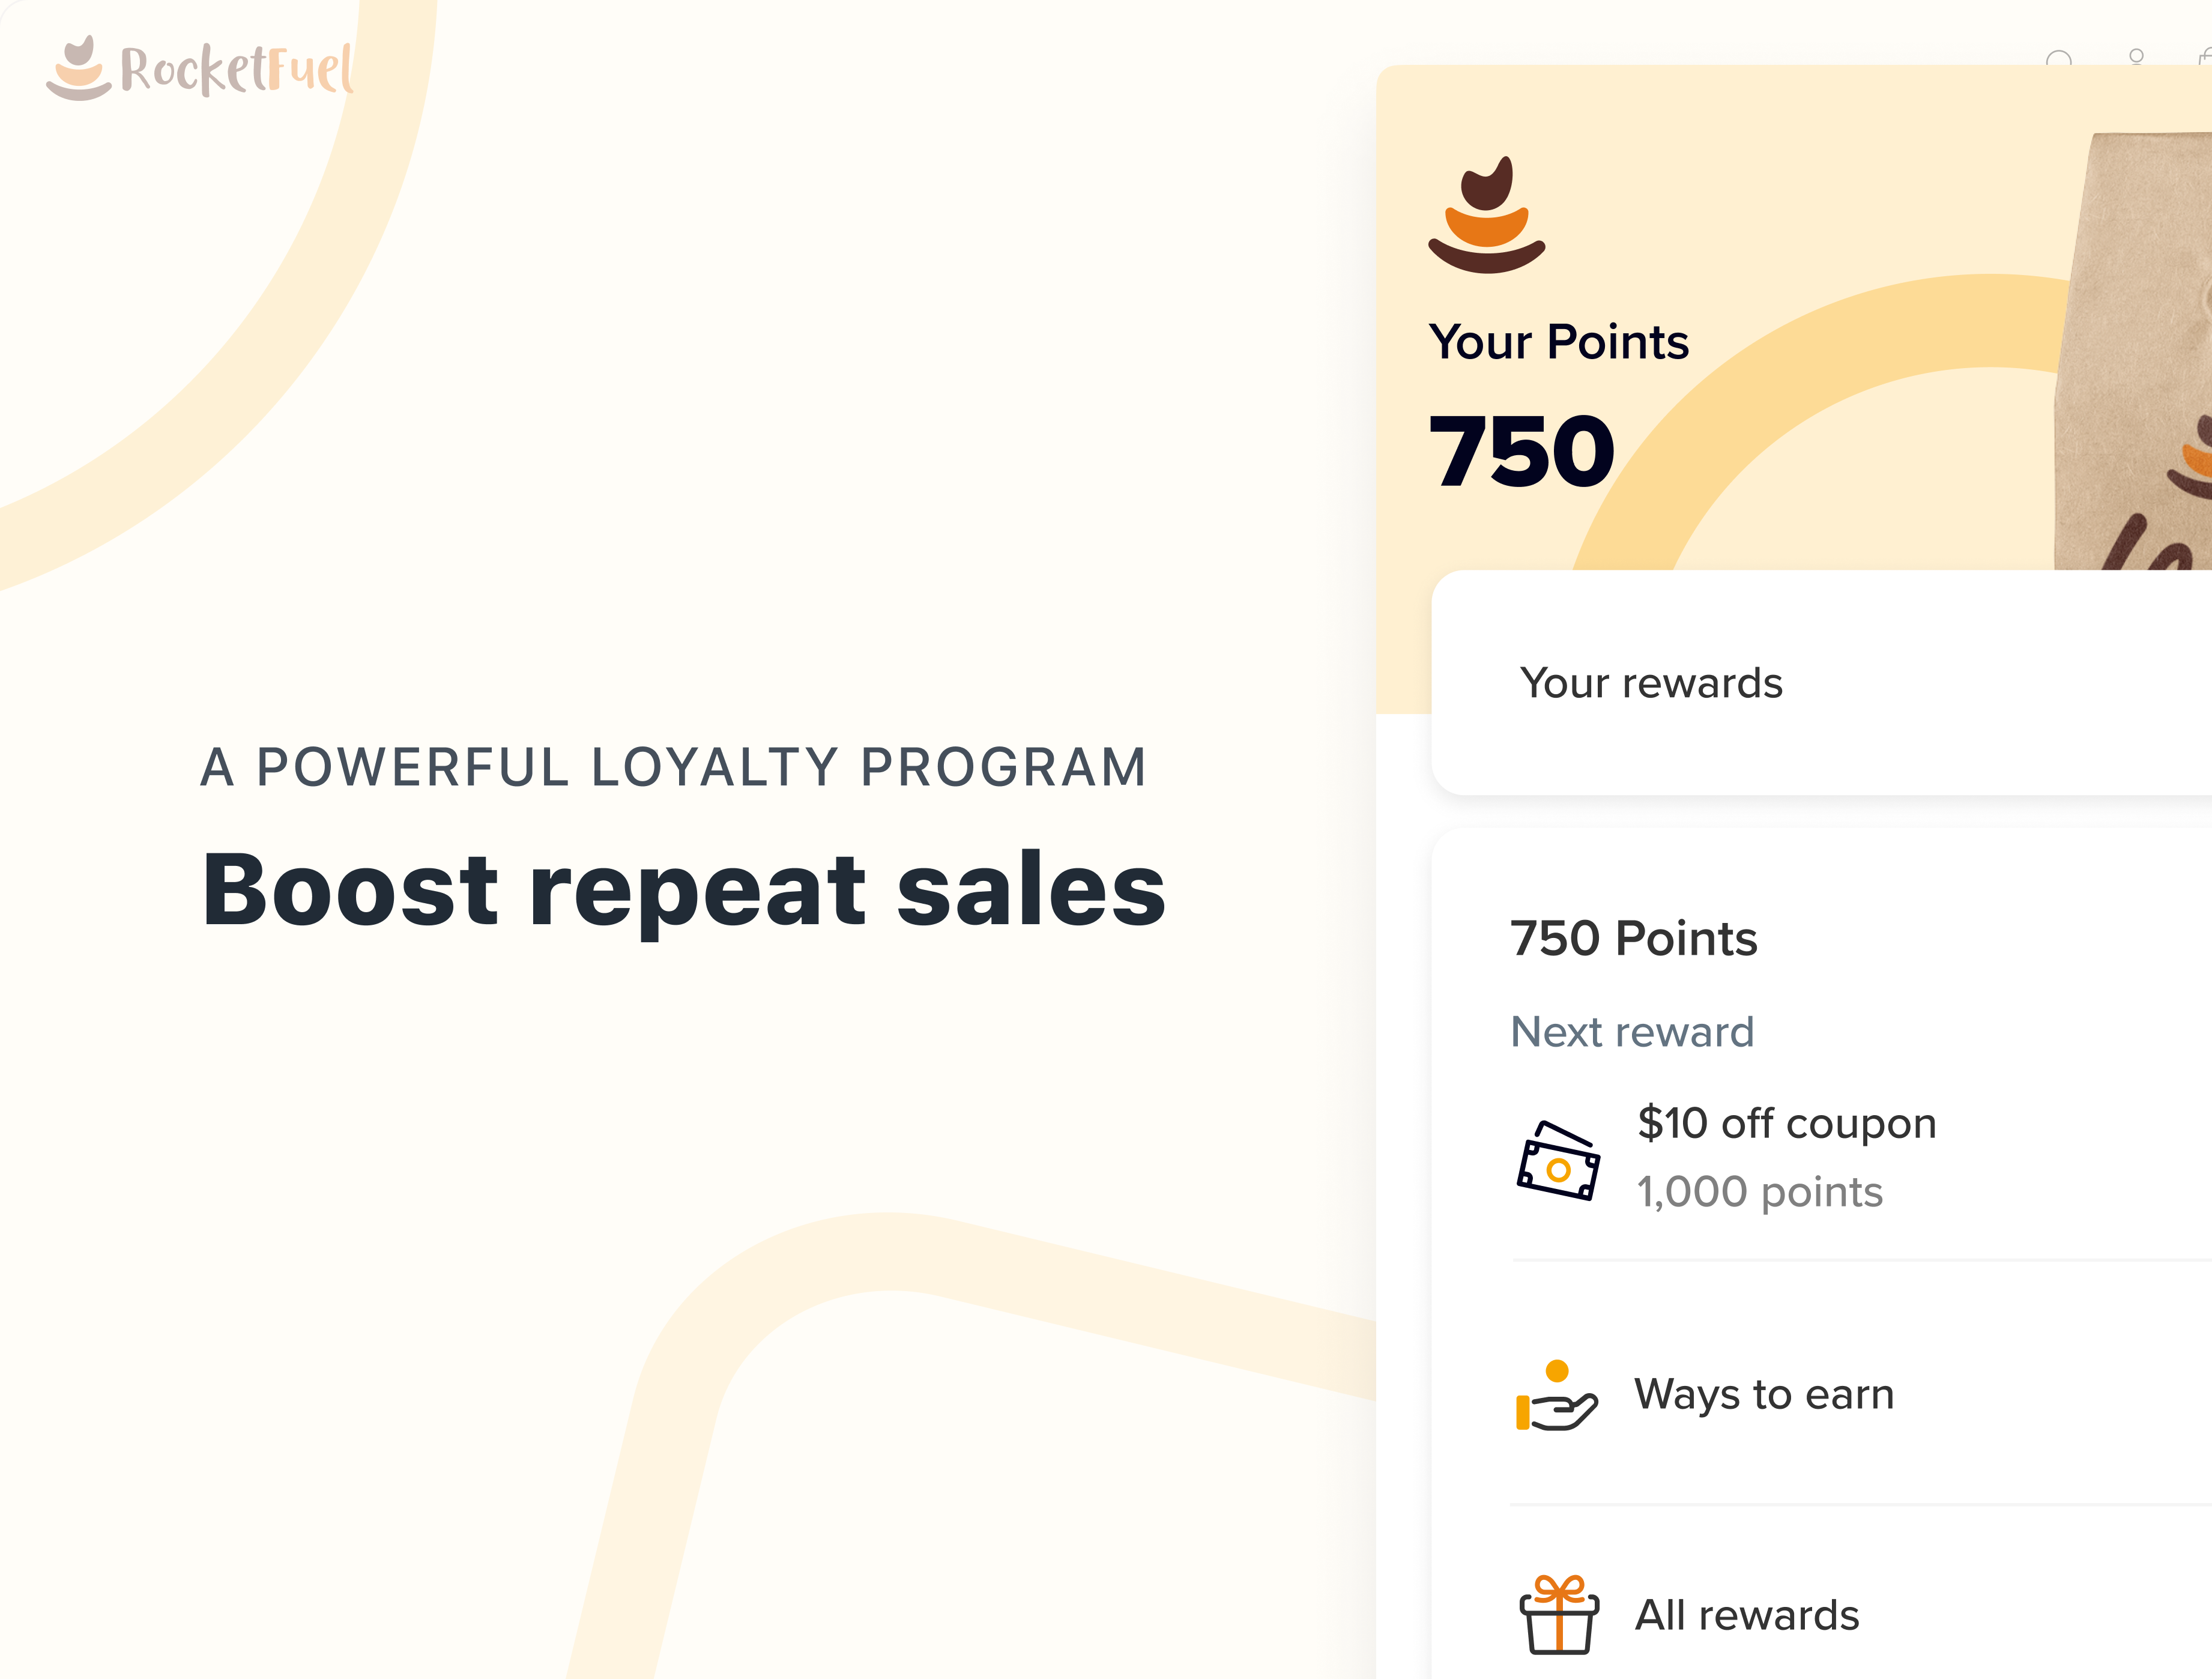 RocketFuel
A POWERFUL LOYALTY PROGRAM
Boost repeat sales
Your Points
750
Your rewards
750 Points
Next reward
$10 off coupon
1,000 points
Ways to earn
All rewards